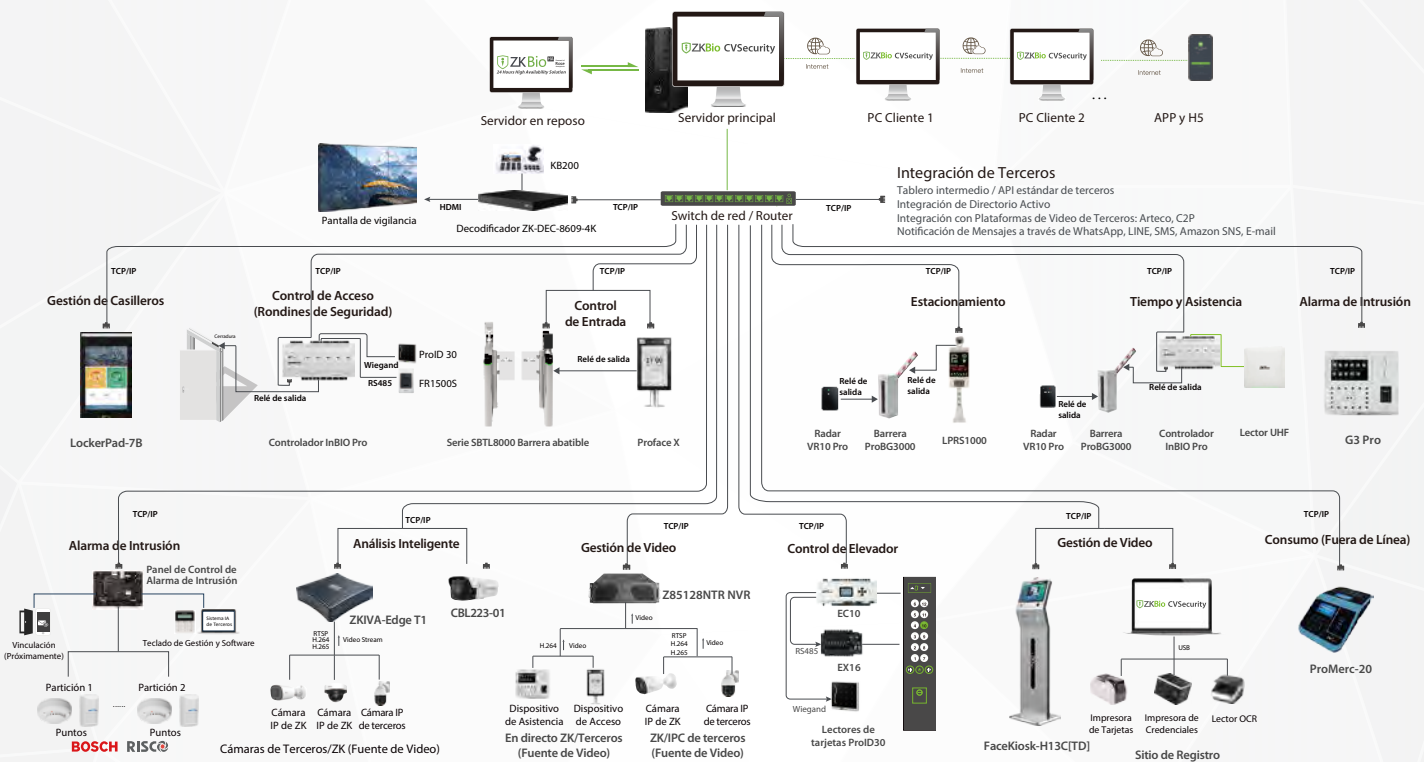 ZKBio
24 Hours High Availability Solution
Servidor en reposo
ZKBio CVSecurity
Servidor principal
Internet
ZKBio CVSecurity
PC Cliente 1
Internet
ZKBio CVSecurity
PC Cliente 2
...
Internet
APP y H5
KB200
Pantalla de vigilancia
HDMI
Decodificador ZK-DEC-8609-4K
TCP/IP
Switch de red / Router
TCP/IP
Integración de Terceros
Tablero intermedio / API estándar de terceros
Integración de Directorio Activo
Integración con Plataformas de Video de Terceros: Arteco, C2P
Notificación de Mensajes a través de WhatsApp, LINE, SMS, Amazon SNS, E-mail
TCP/IP
Gestión de Casilleros
LockerPad-7B
TCP/IP
Control de Acceso
(Rondines de Seguridad)
Cerradura
Wiegand
ProID 30
RS485
FR1500S
Relé de salida
Controlador InBIO Pro
TCP/IP
Control
de Entrada
Relé de salida
Serie SBTL8000 Barrera abatible
Proface X
TCP/IP
Estacionamiento
Relé de
salida
Relé de
salida
Radar
VR10 Pro
Barrera
ProBG3000
LPRS1000
TCP/IP
Tiempo y Asistencia
Relé de salida
Relé de
salida
Radar
VR10 Pro
Barrera
ProBG3000
Controlador
InBIO Pro
Lector UHF
TCP/IP
Alarma de Intrusión
G3 Pro
TCP/IP
Alarma de Intrusión
Panel de Control de
Alarma de Intrusión
Sistema IA
de Terceros
Vinculación
(Próximamente)
Teclado de Gestión y Software
Partición 1
Partición 2
......
Puntos
Puntos
BOSCH RISCO
TCP/IP
Análisis Inteligente
ZKIVA-Edge T1
CBL223-01
RTSP
H.264
H.265
Video Stream
Cámara
IP de ZK
Cámara
IP de ZK
Cámara IP
de terceros
Cámaras de Terceros/ZK (Fuente de Video)
TCP/IP
Gestión de Video
Z85128NTR NVR
Video
H.264
Video
RTSP
H.264
H.265
Video
Dispositivo
de Asistencia
Dispositivo
de Acceso
En directo ZK/Terceros
(Fuente de Video)
Cámara
IP de ZK
Cámara IP
de terceros
ZK/IPC de terceros
(Fuente de Video)
TCP/IP
Control de Elevador
EC10
RS485
EX16
Wiegand
Lectores de
tarjetas ProID30
TCP/IP
Gestión de Video
FaceKiosk-H13C[TD]
ZKBio CVSecurity
USB
Impresora
de Tarjetas
Impresora de
Credenciales
Lector OCR
Sitio de Registro
TCP/IP
Consumo (Fuera de Línea)
ProMerc-20